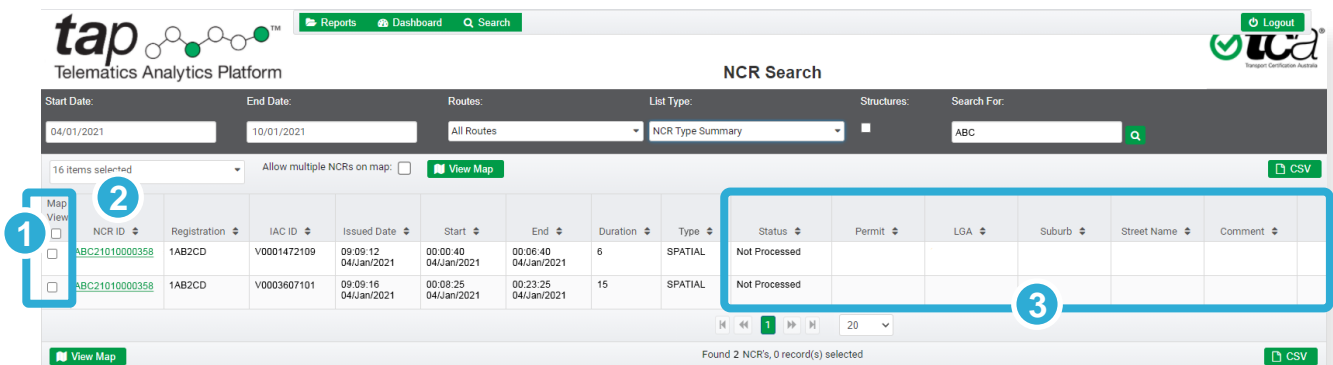 Reports Dashboard Search
Logout
tap ™
Telematics Analytics Platform
tca®
Transport Certification Australia
NCR Search
Start Date: End Date: Routes: List Type: Structures: Search For:
04/01/2021 10/01/2021 All Routes NCR Type Summary ABC
16 items selected Allow multiple NCRs on map: View Map CSV
1 2
Map View NCR ID Registration IAC ID Issued Date Start End Duration Type Status Permit LGA Suburb Street Name Comment
ABC21010000358 1AB2CD V0001472109 09:09:12 00:00:40 00:06:40 6 SPATIAL Not Processed
04/Jan/2021 04/Jan/2021 04/Jan/2021
ABC21010000358 1AB2CD V0003607101 09:09:16 00:08:25 00:23:25 15 SPATIAL Not Processed
04/Jan/2021 04/Jan/2021 04/Jan/2021
3
1 20
View Map Found 2 NCR's, 0 record(s) selected CSV